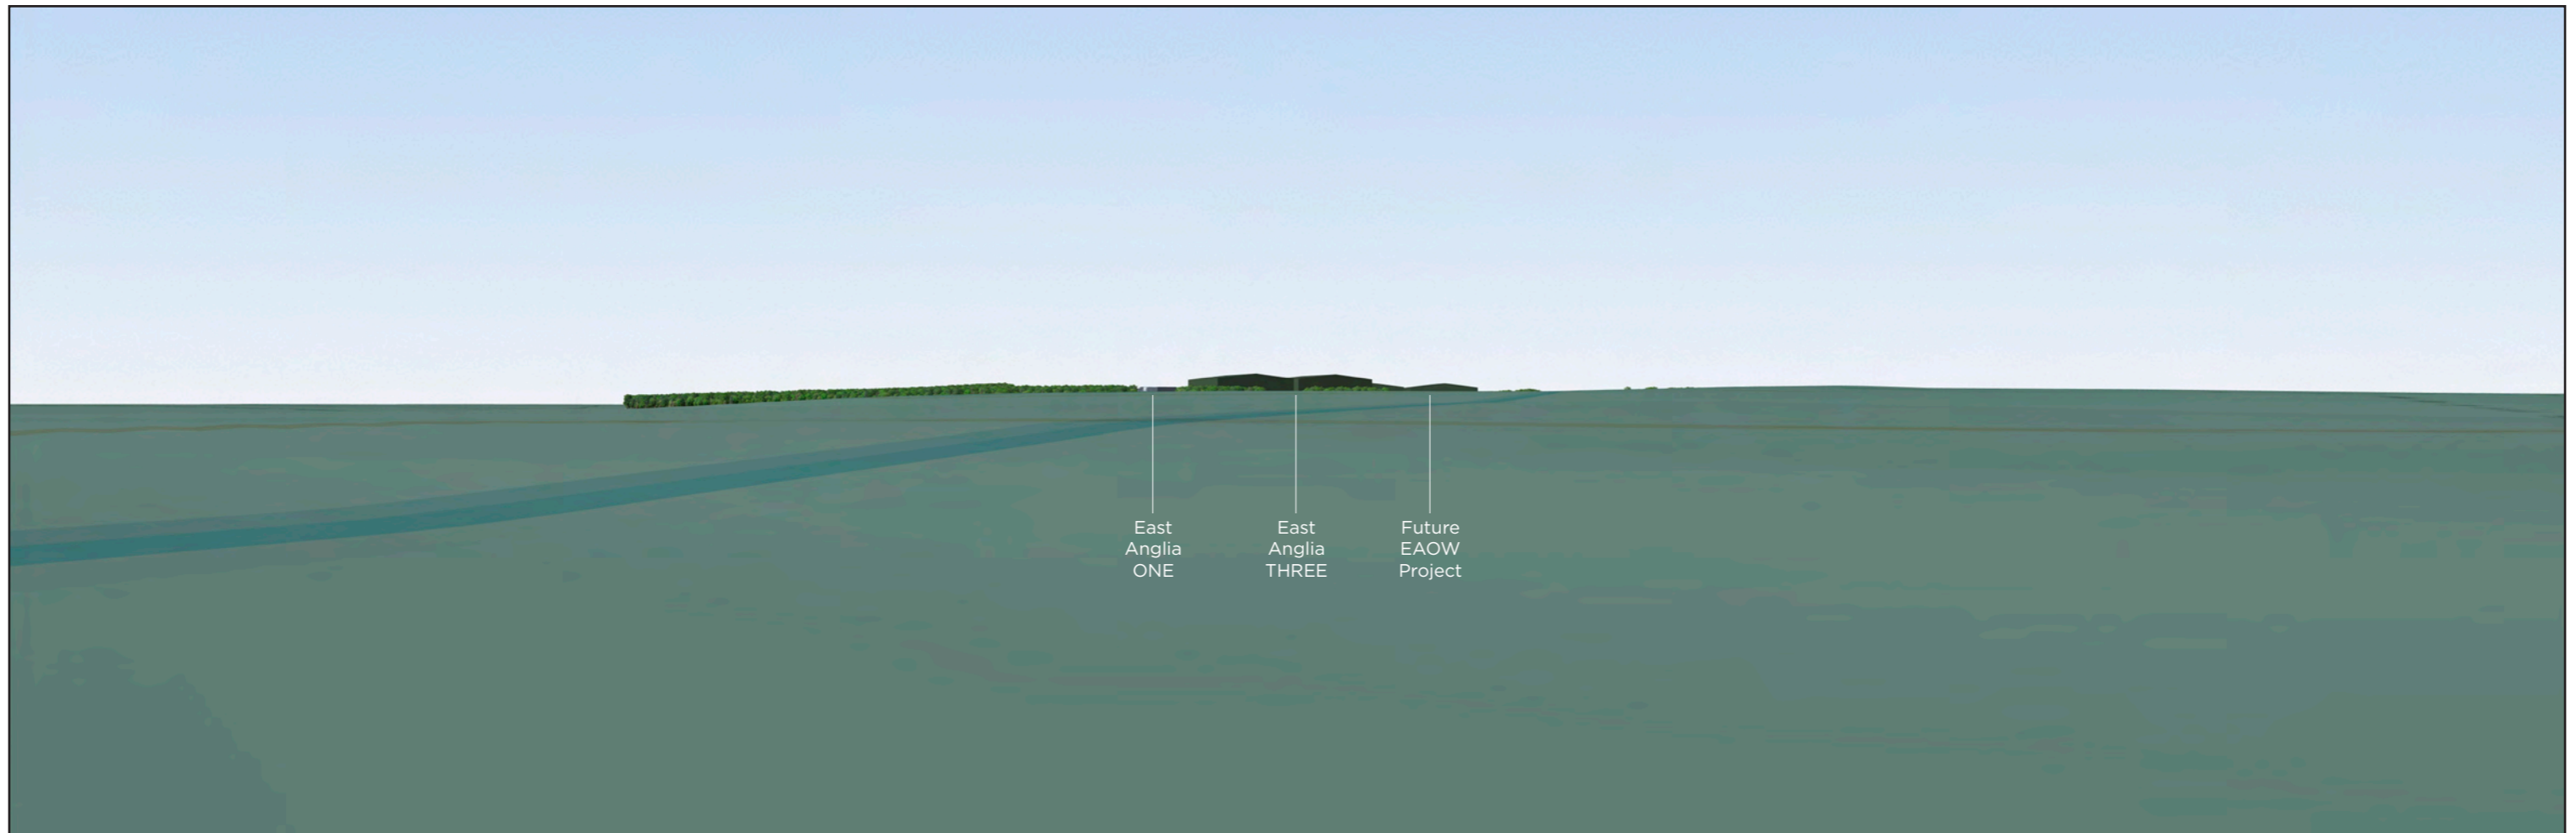 East
Anglia
ONE
East
Anglia
THREE
Future
EAOW
Project